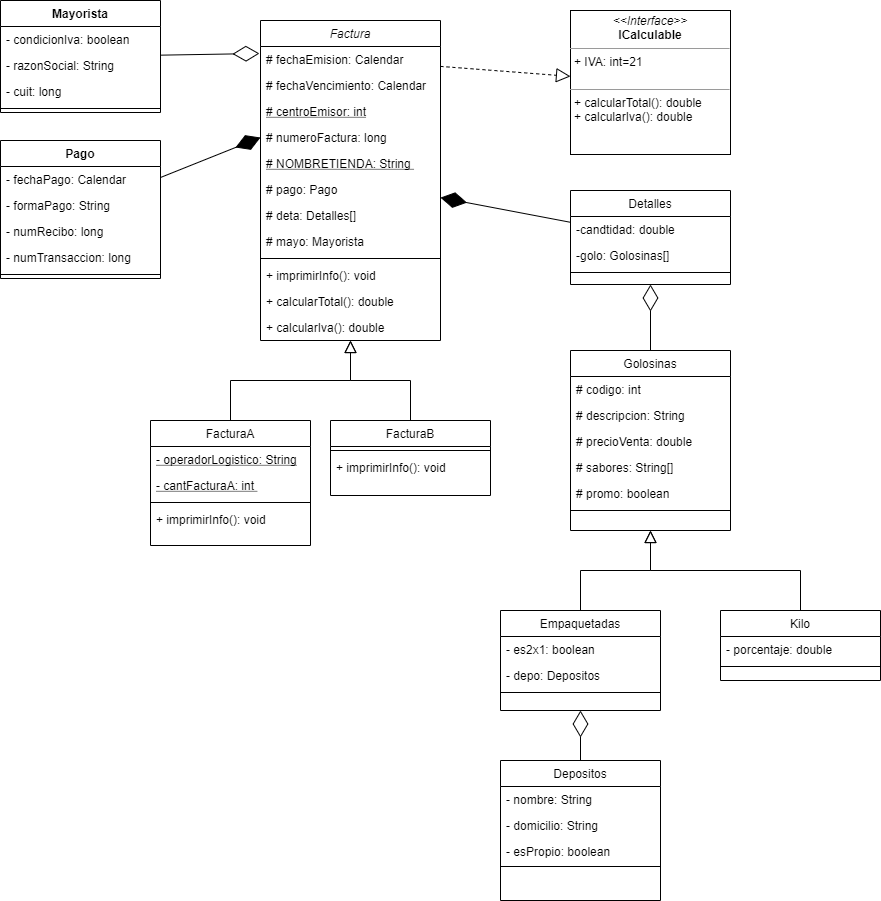 Mayorista
- condicionIva: boolean
- razonSocial: String
- cuit: long
Pago
- fechaPago: Calendar
- formaPago: String
- numRecibo: long
- numTransaccion: long
Factura
# fechaEmision: Calendar
# fechaVencimiento: Calendar
# centroEmisor: int
# numeroFactura: long
# NOMBRETIENDA: String
# pago: Pago
# deta: Detalles[]
# mayo: Mayorista
+ imprimirInfo(): void
+ calcularTotal(): double
+ calcularIva(): double
<<Interface>>
ICalculable
+ IVA: int=21
+ calcularTotal(): double
+ calcularIva(): double
Detalles
-candtidad: double
-golo: Golosinas[]
Golosinas
# codigo: int
# descripcion: String
# precioVenta: double
# sabores: String[]
# promo: boolean
FacturaA
- operadorLogistico: String
- cantFacturaA: int
+ imprimirInfo(): void
FacturaB
+ imprimirInfo(): void
Empaquetadas
- es2x1: boolean
- depo: Depositos
Kilo
- porcentaje: double
Depositos
- nombre: String
- domicilio: String
- esPropio: boolean